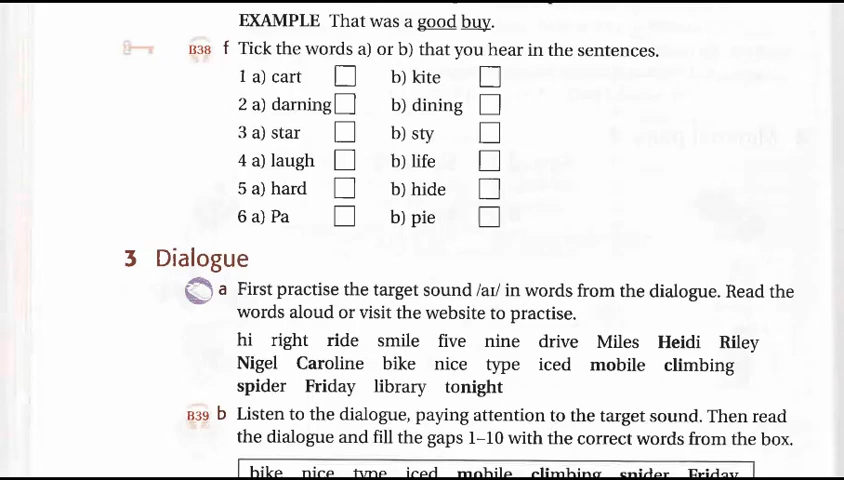 EXAMPLE That was a good buy.
B38 f Tick the words a) or b) that you hear in the sentences.
1 a) cart b) kite
2 a) darning b) dining
3 a) star b) sty
4 a) laugh b) life
5 a) hard b) hide
6 a) Pa b) pie
3 Dialogue
a First practise the target sound /aɪ/ in words from the dialogue. Read the
words aloud or visit the website to practise.
hi right ride smile five nine drive Miles Heidi Riley
Nigel Caroline bike nice type iced mobile climbing
spider Friday library tonight
B39 b Listen to the dialogue, paying attention to the target sound. Then read
the dialogue and fill the gaps 1–10 with the correct words from the box.
bike nice type iced mobile climbing spider Friday